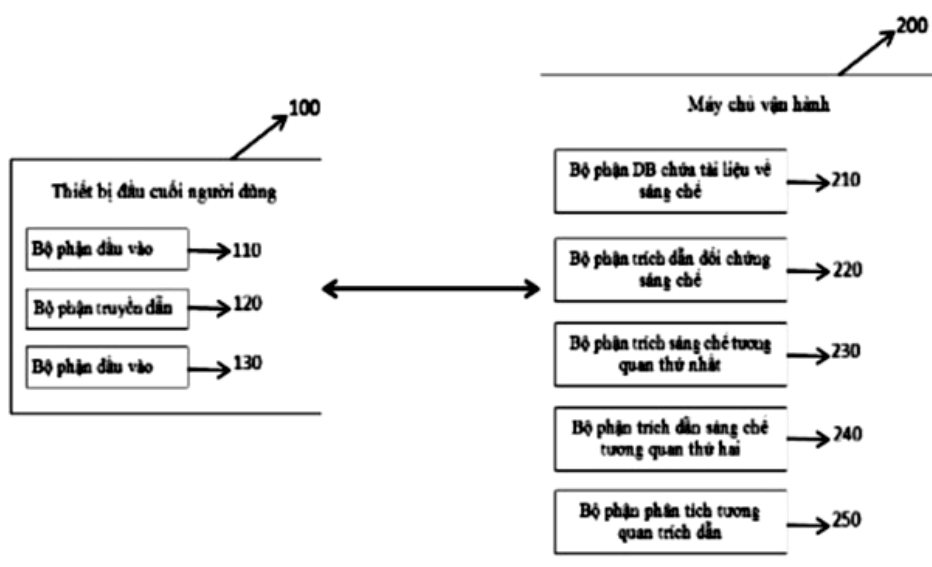 200
Máy chủ vận hành
100
Thiết bị đầu cuối người dùng
Bộ phận đầu vào
110
Bộ phận truyền dẫn
120
Bộ phận đầu vào
130
Bộ phận DB chứa tài liệu về
sáng chế
210
Bộ phận trích dẫn đối chứng
sáng chế
220
Bộ phận trích sáng chế tương
quan thứ nhất
230
Bộ phận trích dẫn sáng chế
tương quan thứ hai
240
Bộ phận phân tích tương
quan trích dẫn
250